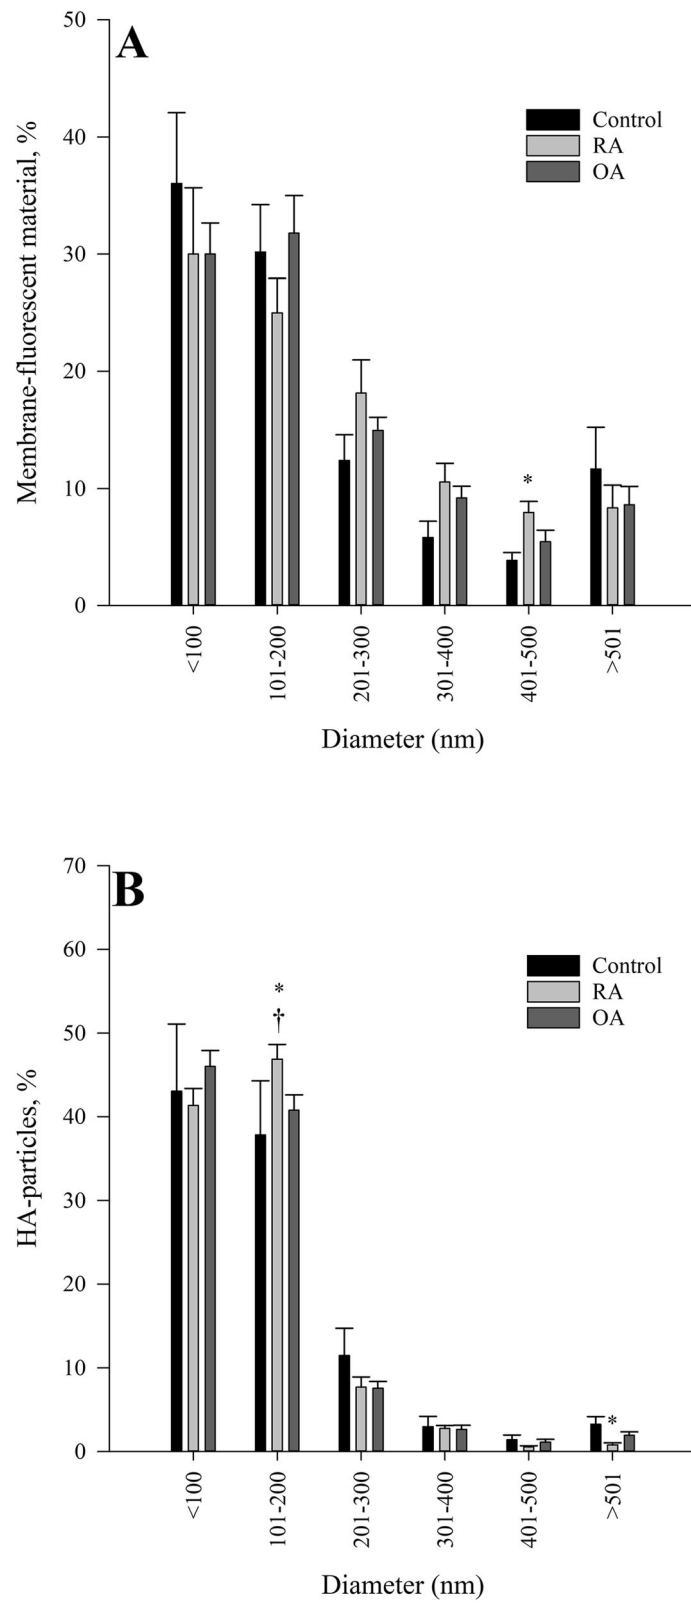 A
50
40
30
20
10
0
Membrane-fluorescent material, %
Control
RA
OA
*
<100
101-200
201-300
301-400
401-500
>501
Diameter (nm)
B
70
60
50
40
30
20
10
0
HA-particles, %
Control
RA
OA
*
†
*
<100
101-200
201-300
301-400
401-500
>501
Diameter (nm)